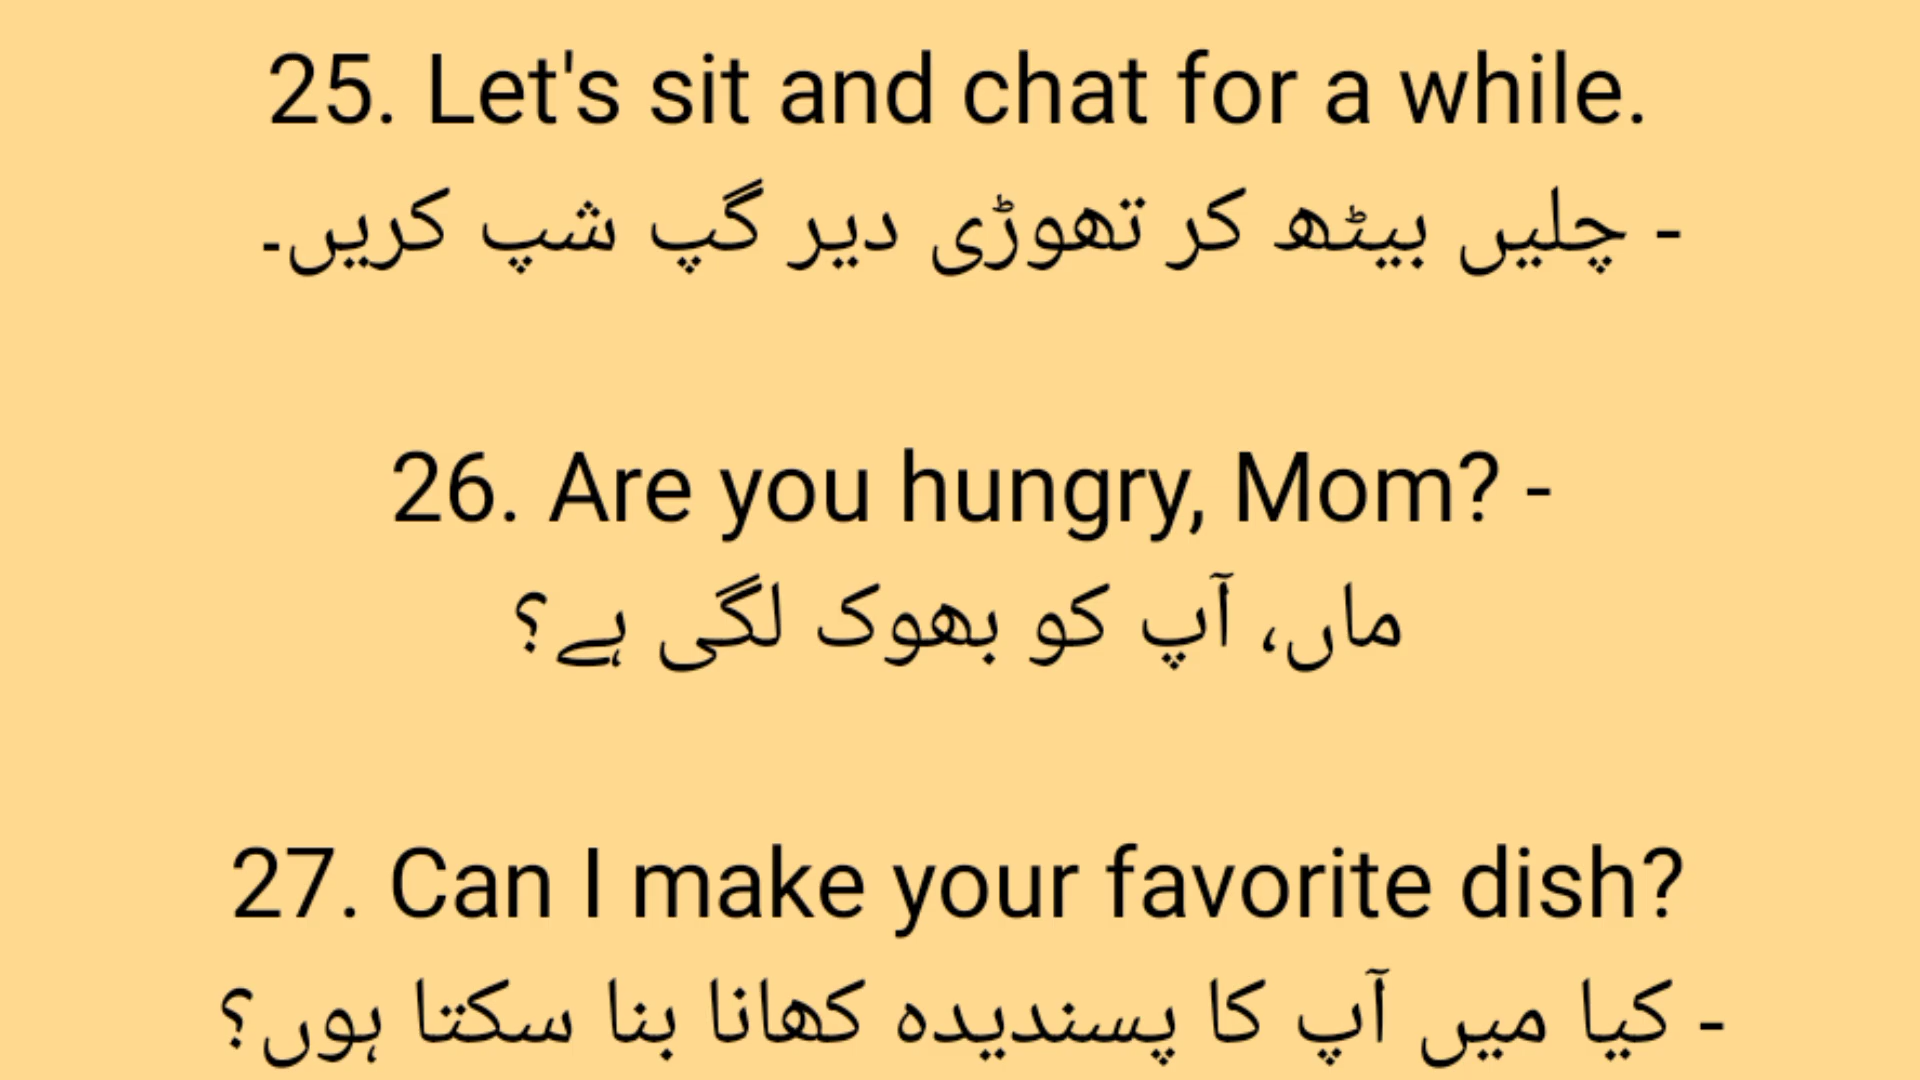 25. Let's sit and chat for a while.
- چلیں بیٹھ کر تھوڑی دیر گپ شپ کریں۔
26. Are you hungry, Mom? -
ماں، آپ کو بھوک لگی ہے؟
27. Can I make your favorite dish?
- کیا میں آپ کا پسندیدہ کھانا بنا سکتا ہوں؟